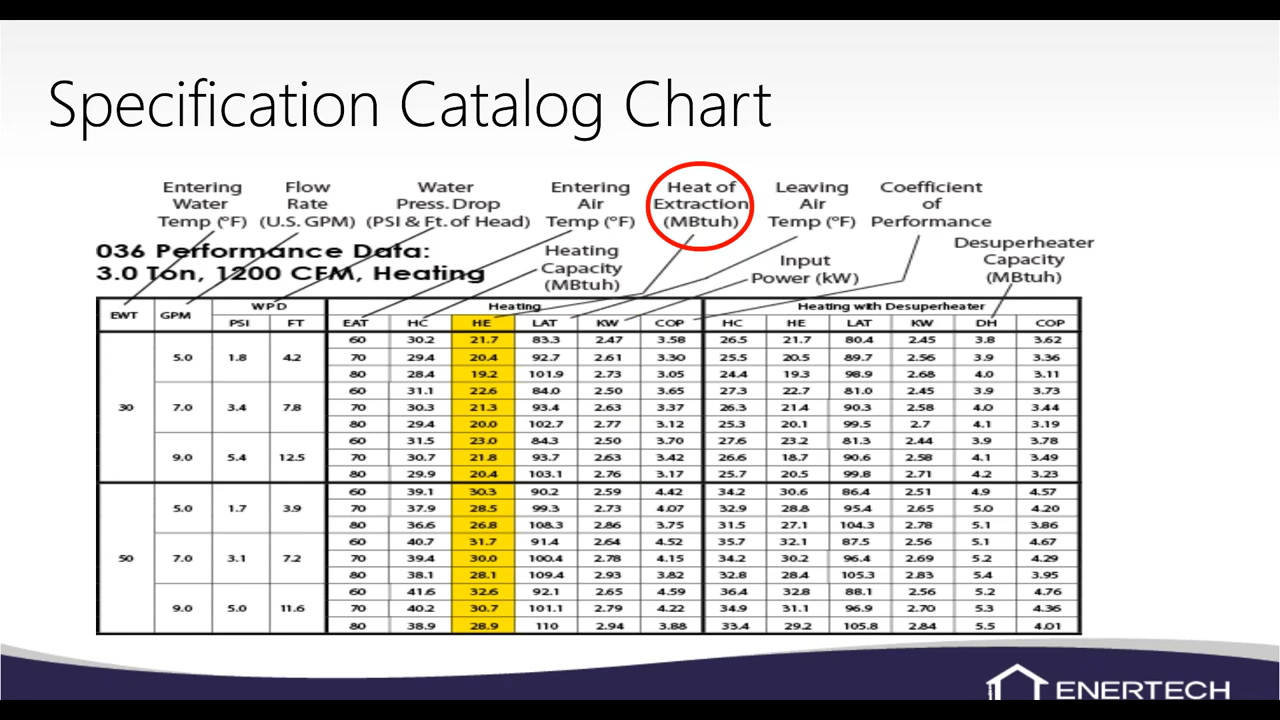 Specification Catalog Chart
Entering Water Temp (ºF)
Flow Rate (U.S. GPM)
Water Press. Drop (PSI & Ft. of Head)
Entering Air Temp (ºF)
Heat of Extraction (MBtuh)
Leaving Air Temp (ºF)
Coefficient of Performance
036 Performance Data:
3.0 Ton, 1200 CFM, Heating
Heating Capacity (MBtuh)
Input Power (kW)
Desuperheater Capacity (MBtuh)
EWT GPM WPD Heating Heating with Desuperheater
PSI FT EAT HC HE LAT KW COP HC HE LAT KW DH COP
30 5.0 1.8 4.2 60 30.2 21.7 83.3 2.47 3.58 26.5 21.7 80.4 2.45 3.8 3.62
70 29.4 20.4 92.7 2.61 3.30 25.5 20.5 89.7 2.56 3.9 3.36
80 28.4 19.2 101.9 2.73 3.05 24.4 19.3 98.9 2.68 4.0 3.11
7.0 3.4 7.8 60 31.1 22.6 84.0 2.50 3.65 27.3 22.7 81.0 2.45 3.9 3.73
70 30.3 21.3 93.4 2.63 3.37 26.3 21.4 90.3 2.58 4.0 3.44
80 29.4 20.0 102.7 2.77 3.12 25.3 20.1 99.5 2.7 4.1 3.19
9.0 5.4 12.5 60 31.5 23.0 84.3 2.50 3.70 27.6 23.2 81.3 2.44 3.9 3.78
70 30.7 21.8 93.7 2.63 3.42 26.6 18.7 90.6 2.58 4.1 3.49
80 29.9 20.4 103.1 2.76 3.17 25.7 20.5 99.8 2.71 4.2 3.23
50 5.0 1.7 3.9 60 39.1 30.3 90.2 2.59 4.42 34.2 30.6 86.4 2.51 4.9 4.57
70 37.9 28.5 99.3 2.73 4.07 32.9 28.8 95.4 2.65 5.0 4.20
80 36.6 26.8 108.3 2.86 3.75 31.5 27.1 104.3 2.78 5.1 3.86
7.0 3.1 7.2 60 40.7 31.7 91.4 2.64 4.52 35.7 32.1 87.5 2.56 5.1 4.67
70 39.4 30.0 100.4 2.78 4.15 34.2 30.2 96.4 2.69 5.2 4.29
80 38.1 28.1 109.4 2.93 3.82 32.8 28.4 105.3 2.83 5.4 3.95
9.0 5.0 11.6 60 41.6 32.6 92.1 2.65 4.59 36.4 32.8 88.1 2.56 5.2 4.76
70 40.2 30.7 101.1 2.79 4.22 34.9 31.1 96.9 2.70 5.3 4.36
80 38.9 28.9 110 2.94 3.88 33.4 29.2 105.8 2.84 5.5 4.01
ENERTECH